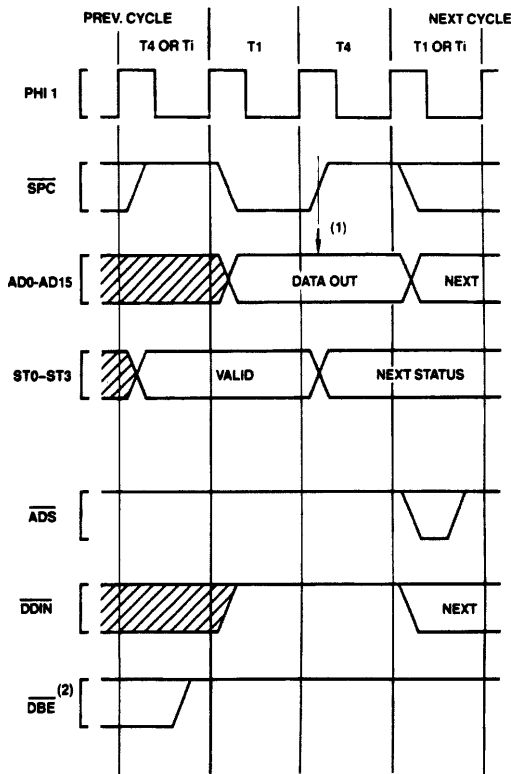 PREV. CYCLE NEXT CYCLE
T4 OR Ti T1 T4 T1 OR Ti
PHI 1
SPC
(1)
AD0-AD15 DATA OUT NEXT
ST0-ST3 VALID NEXT STATUS
ADS
DDIN NEXT
DBE (2)